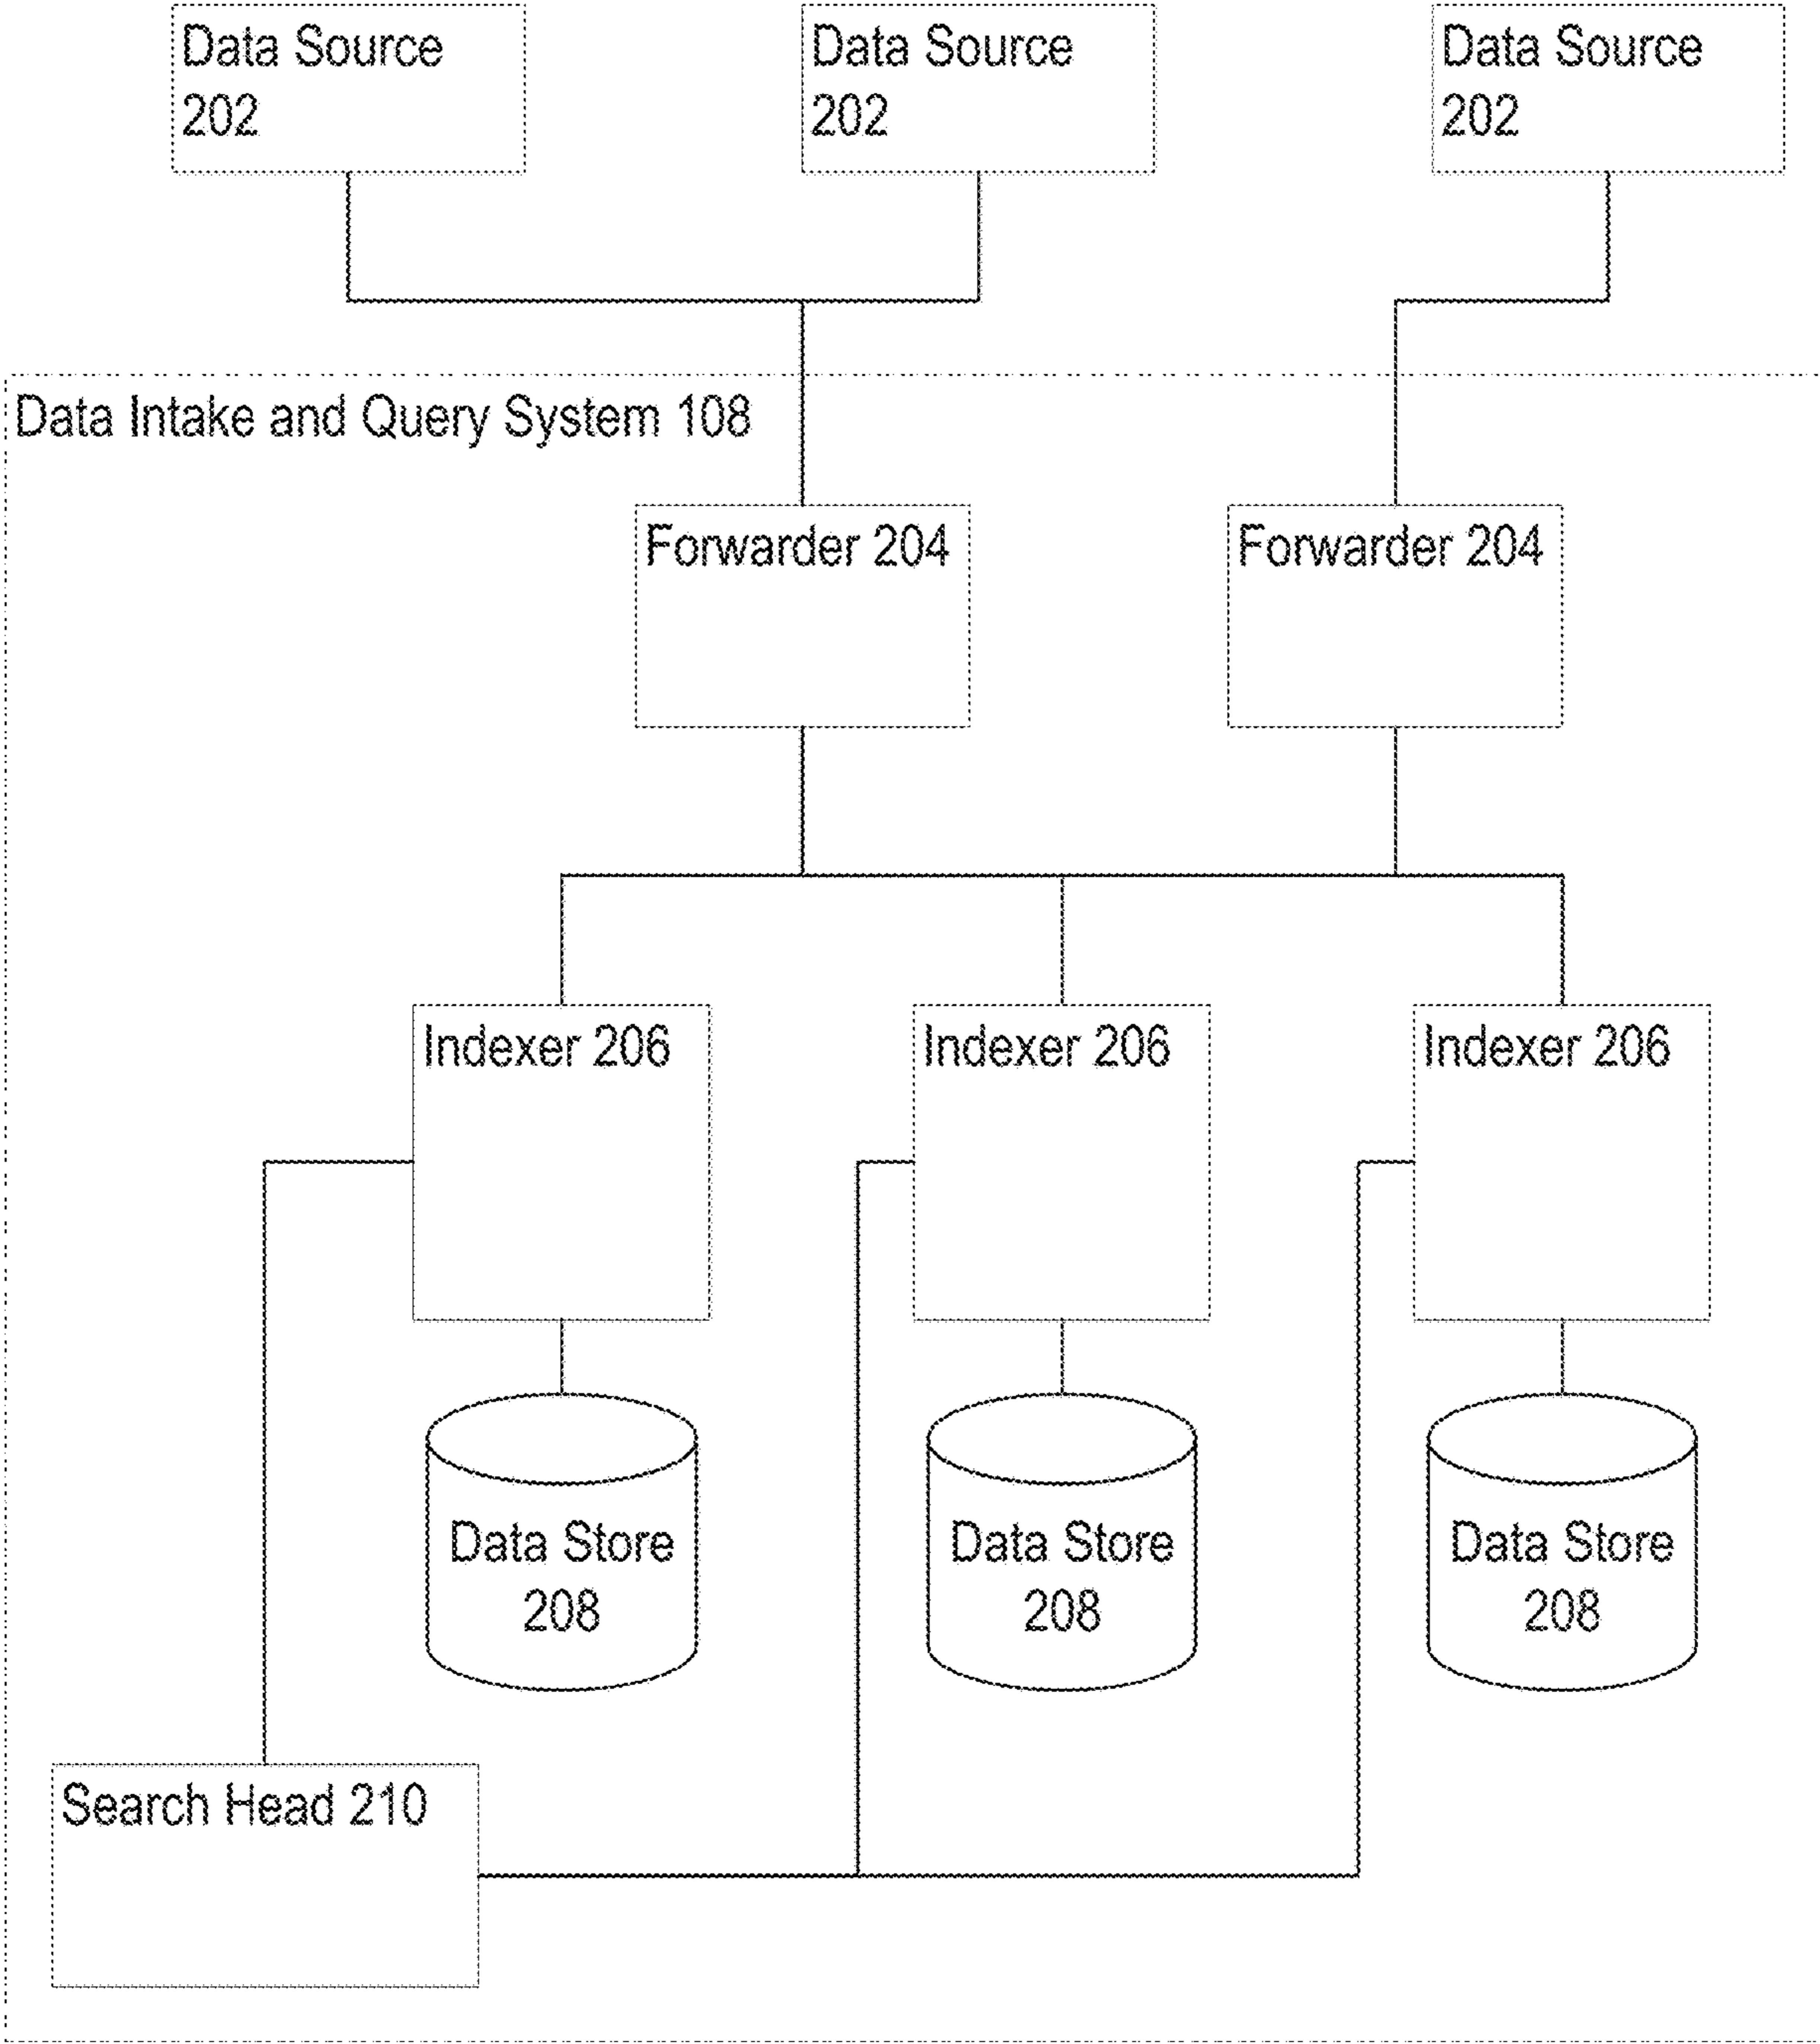 Data Source
202
Data Source
202
Data Source
202
Data Intake and Query System 108
Forwarder 204
Forwarder 204
Indexer 206
Indexer 206
Indexer 206
Data Store
208
Data Store
208
Data Store
208
Search Head 210